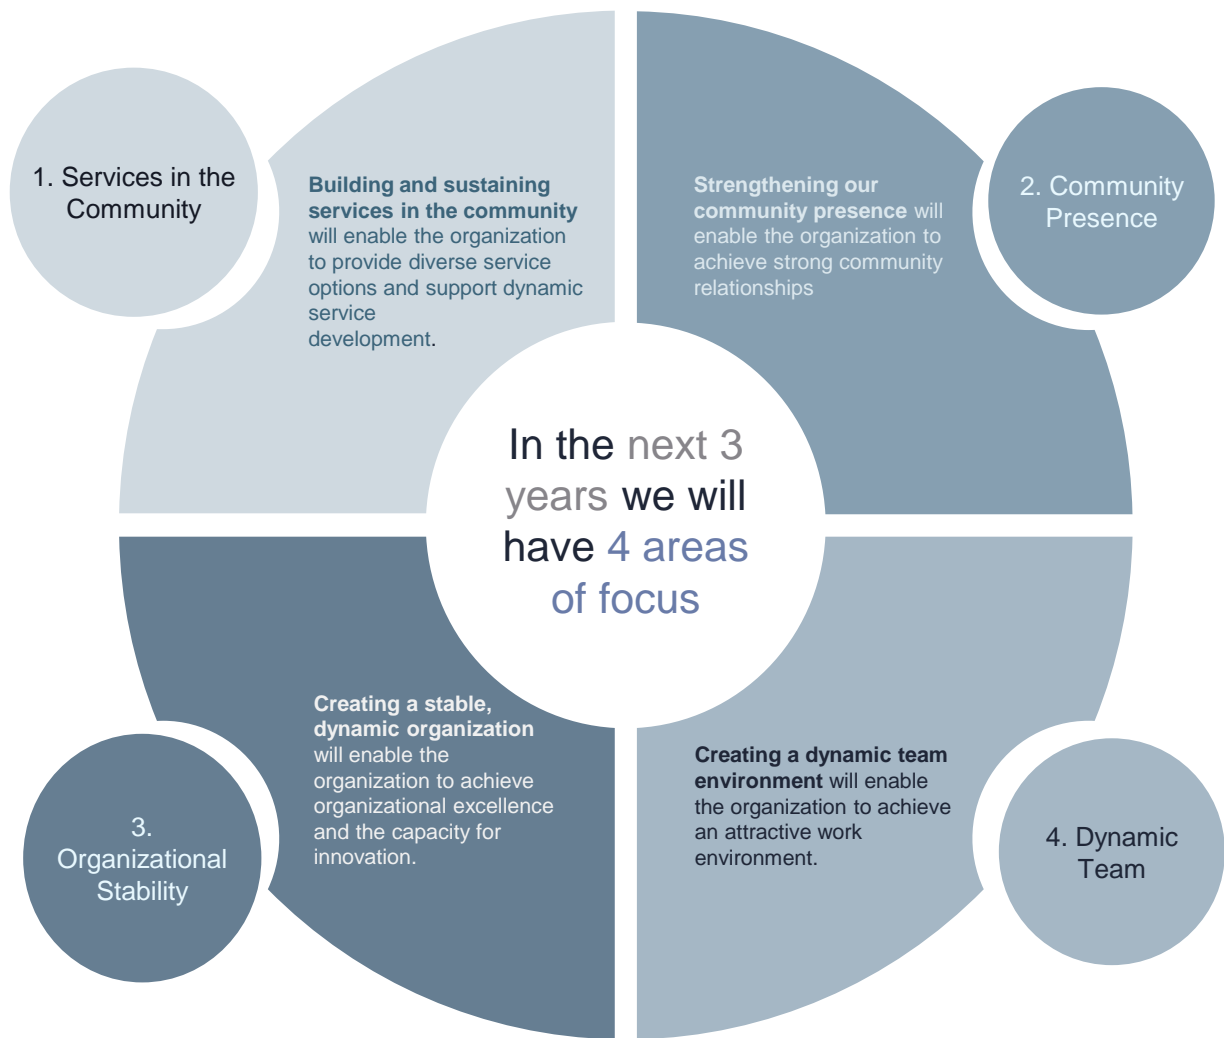 1. Services in the
Community
Building and sustaining
services in the community
will enable the organization
to provide diverse service
options and support dynamic
service
development.
Strengthening our
community presence will
enable the organization to
achieve strong community
relationships
2. Community
Presence
In the next 3
years we will
have 4 areas
of focus
3.
Organizational
Stability
Creating a stable,
dynamic organization
will enable the
organization to achieve
organizational excellence
and the capacity for
innovation.
Creating a dynamic team
environment will enable
the organization to achieve
an attractive work
environment.
4. Dynamic
Team